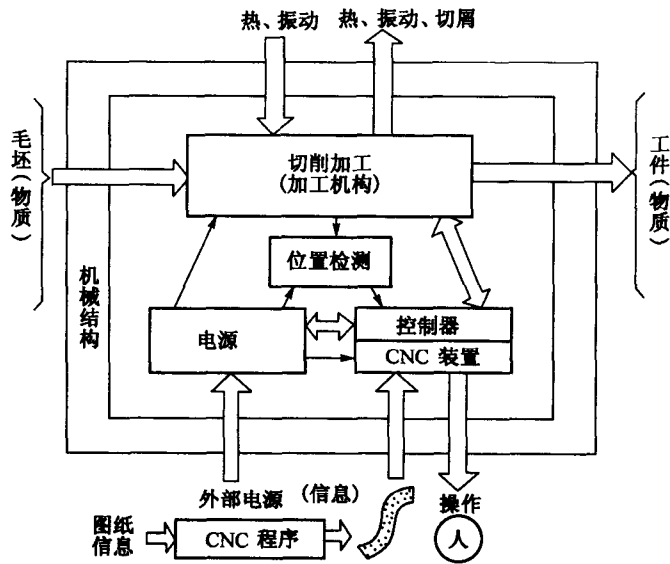 热、振动
热、振动、切屑
毛坯(物质)
切削加工
(加工机构)
工件(物质)
机械结构
位置检测
电源
控制器
CNC 装置
外部电源
(信息)
操作
图纸
信息
CNC 程序
人